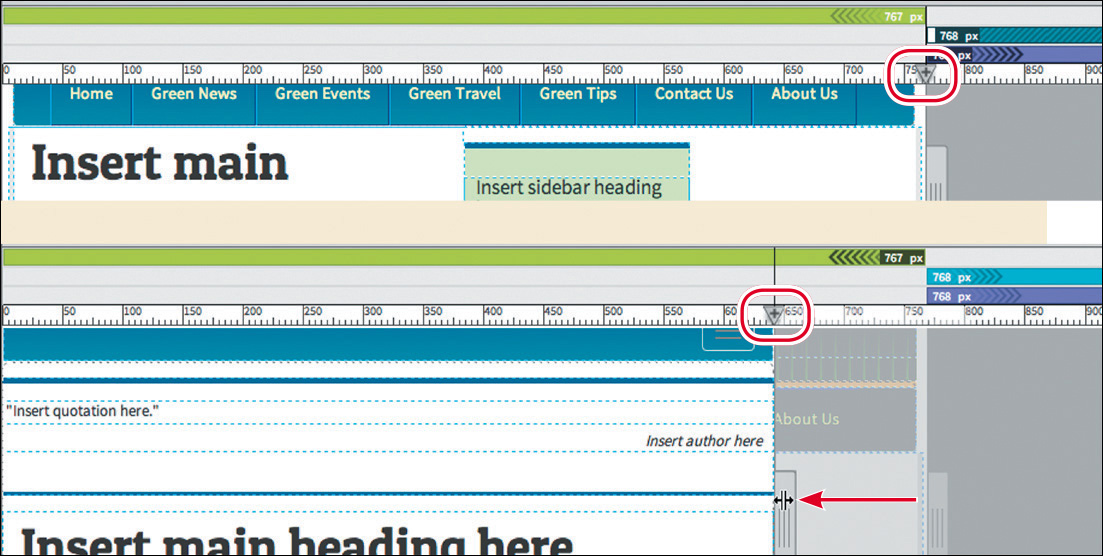 767 px
768 px
px
0 50 100 150 200 250 300 350 400 450 500 550 600 650 700 800 850 900
Home Green News Green Events Green Travel Green Tips Contact Us About Us
Insert main
Insert sidebar heading
767 px
768 px
768 px
0 50 100 150 200 250 300 350 400 450 500 550 600 650 700 750 800 850 900
"Insert quotation here."
About Us
Insert author here
Insert main heading here